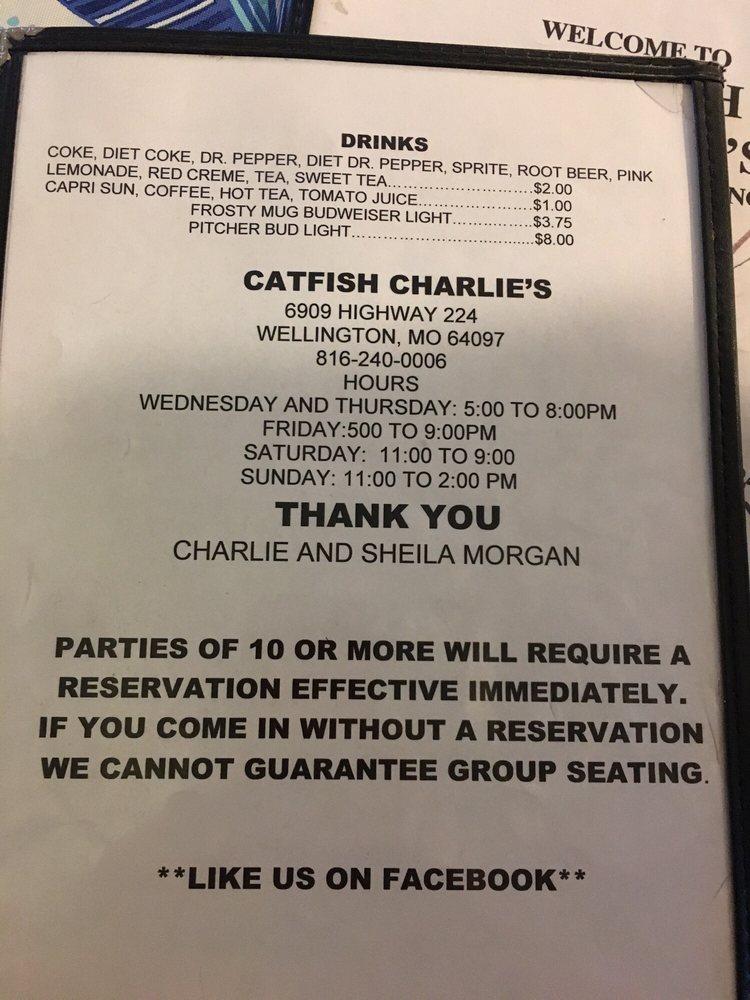 WELCOME TO
DRINKS
COKE, DIET COKE, DR. PEPPER, DIET DR. PEPPER, SPRITE, ROOT BEER, PINK
LEMONADE, RED CREME, TEA, SWEET TEA..............................$2.00
CAPRI SUN, COFFEE, HOT TEA, TOMATO JUICE........................$1.00
FROSTY MUG BUDWEISER LIGHT................$3.75
PITCHER BUD LIGHT.......................................$8.00
CATFISH CHARLIE'S
6909 HIGHWAY 224
WELLINGTON, MO 64097
816-240-0006
HOURS
WEDNESDAY AND THURSDAY: 5:00 TO 8:00PM
FRIDAY:500 TO 9:00PM
SATURDAY: 11:00 TO 9:00
SUNDAY: 11:00 TO 2:00 PM
THANK YOU
CHARLIE AND SHEILA MORGAN
PARTIES OF 10 OR MORE WILL REQUIRE A
RESERVATION EFFECTIVE IMMEDIATELY.
IF YOU COME IN WITHOUT A RESERVATION
WE CANNOT GUARANTEE GROUP SEATING.
**LIKE US ON FACEBOOK**